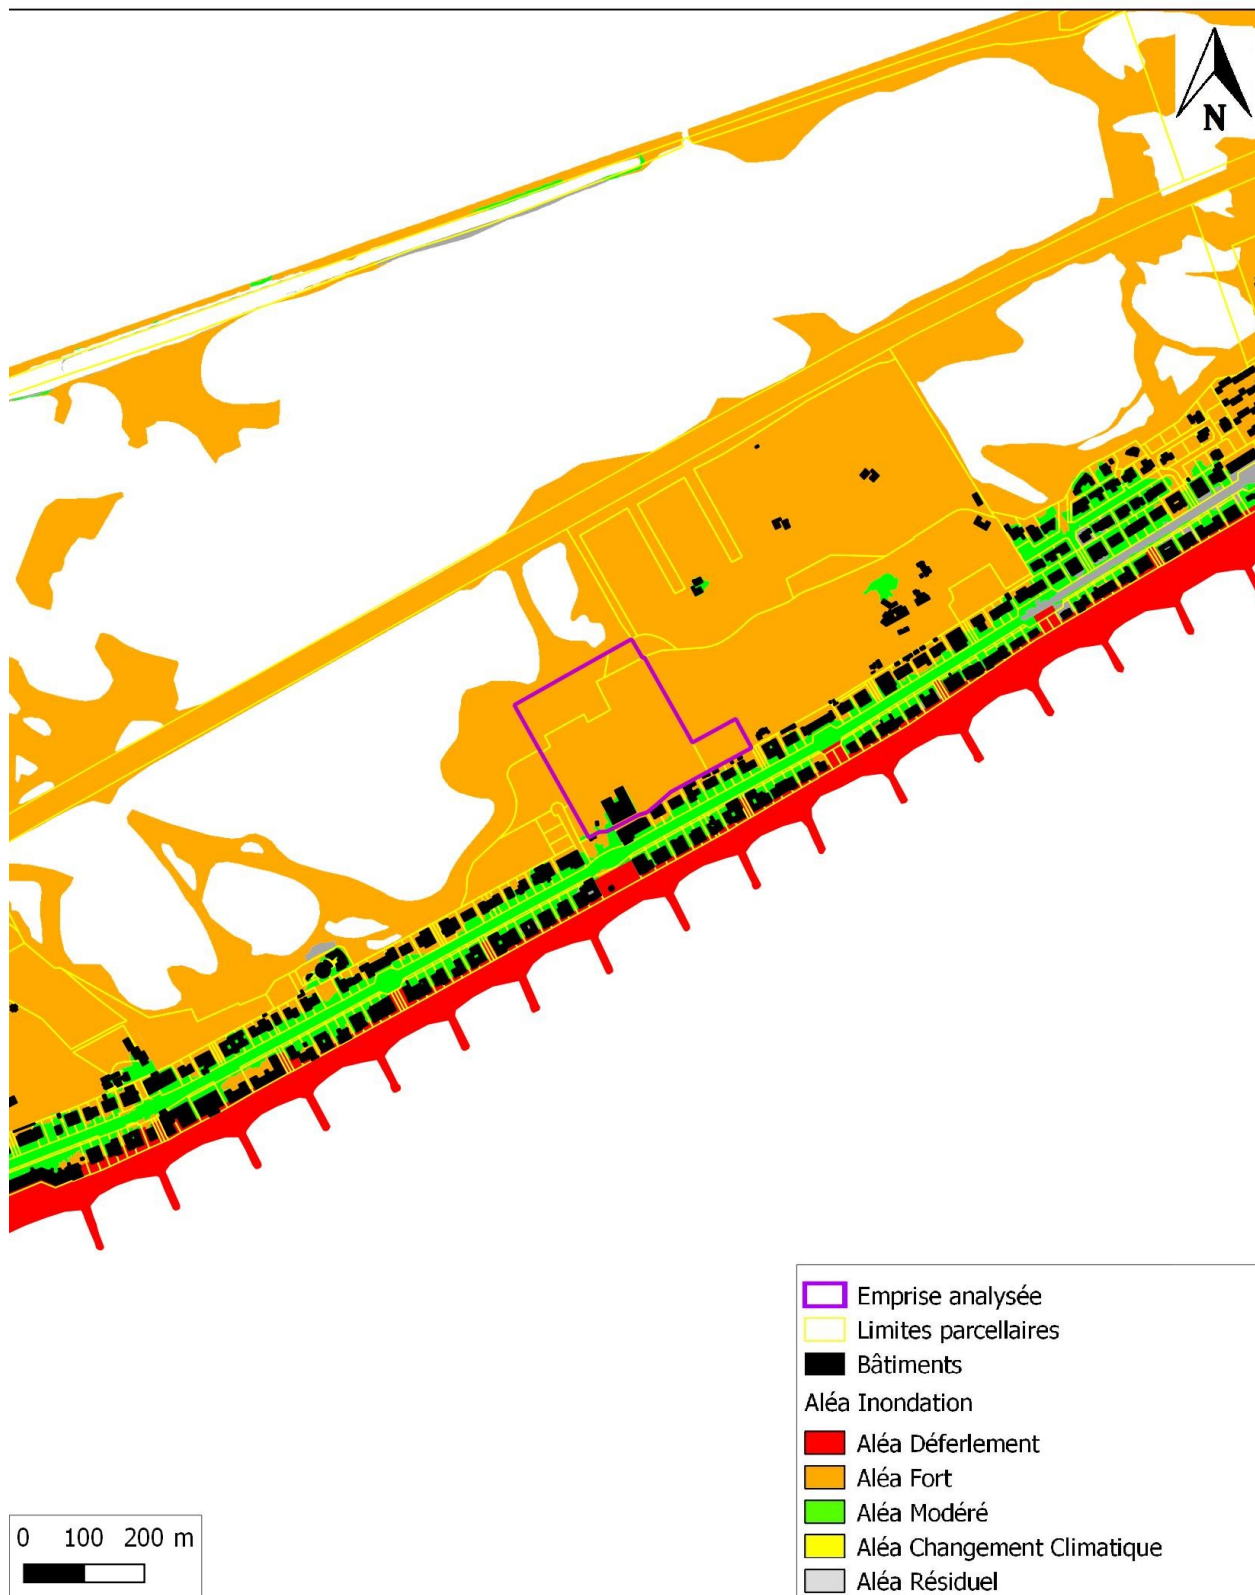 N
Emprise analysée
Limites parcellaires
Bâtiments
Aléa Inondation
Aléa Déferlement
Aléa Fort
Aléa Modéré
Aléa Changement Climatique
Aléa Résiduel
0 100 200 m